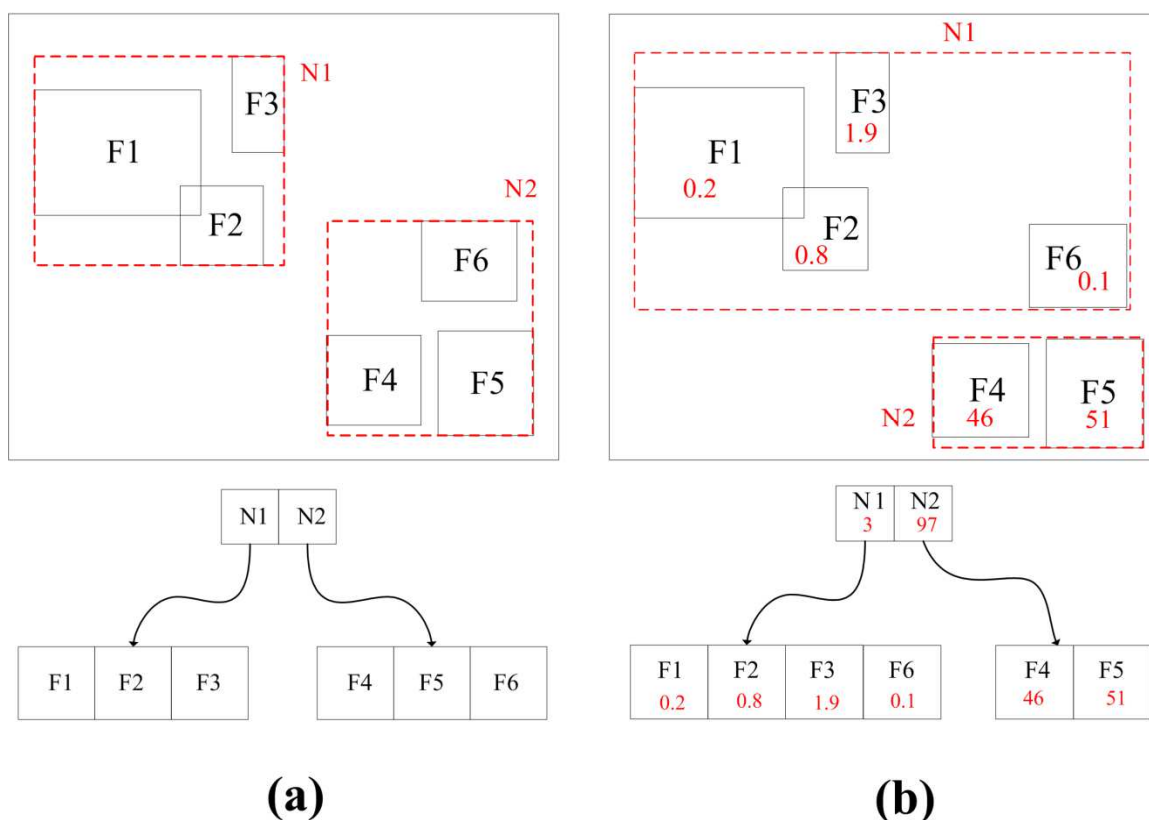 N1
F3
F1
F2
N2
F6
F4
F5
N1 N2
F1 F2 F3
F4 F5 F6
(a)
N1
F3
1.9
F1
0.2
F2
0.8
F6
0.1
N2
F4
46
F5
51
N1 N2
3 97
F1 F2 F3 F6
0.2 0.8 1.9 0.1
F4 F5
46 51
(b)